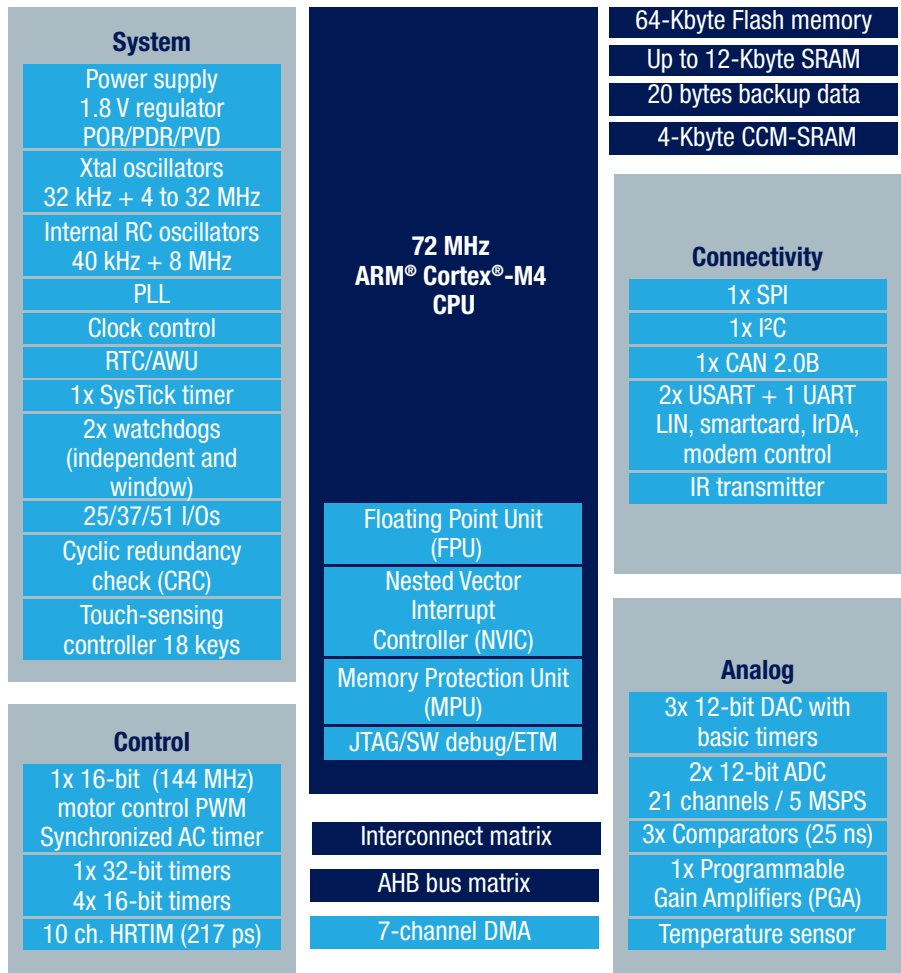 System
Power supply
1.8 V regulator
POR/PDR/PVD
Xtal oscillators
32 kHz + 4 to 32 MHz
Internal RC oscillators
40 kHz + 8 MHz
PLL
Clock control
RTC/AWU
1x SysTick timer
2x watchdogs
(independent and
window)
25/37/51 I/Os
Cyclic redundancy
check (CRC)
Touch-sensing
controller 18 keys
Control
1x 16-bit (144 MHz)
motor control PWM
Synchronized AC timer
1x 32-bit timers
4x 16-bit timers
10 ch. HRTIM (217 ps)
72 MHz
ARM® Cortex®-M4
CPU
Floating Point Unit
(FPU)
Nested Vector
Interrupt
Controller (NVIC)
Memory Protection Unit
(MPU)
JTAG/SW debug/ETM
Interconnect matrix
AHB bus matrix
7-channel DMA
64-Kbyte Flash memory
Up to 12-Kbyte SRAM
20 bytes backup data
4-Kbyte CCM-SRAM
Connectivity
1x SPI
1x I²C
1x CAN 2.0B
2x USART + 1 UART
LIN, smartcard, IrDA,
modem control
IR transmitter
Analog
3x 12-bit DAC with
basic timers
2x 12-bit ADC
21 channels / 5 MSPS
3x Comparators (25 ns)
1x Programmable
Gain Amplifiers (PGA)
Temperature sensor